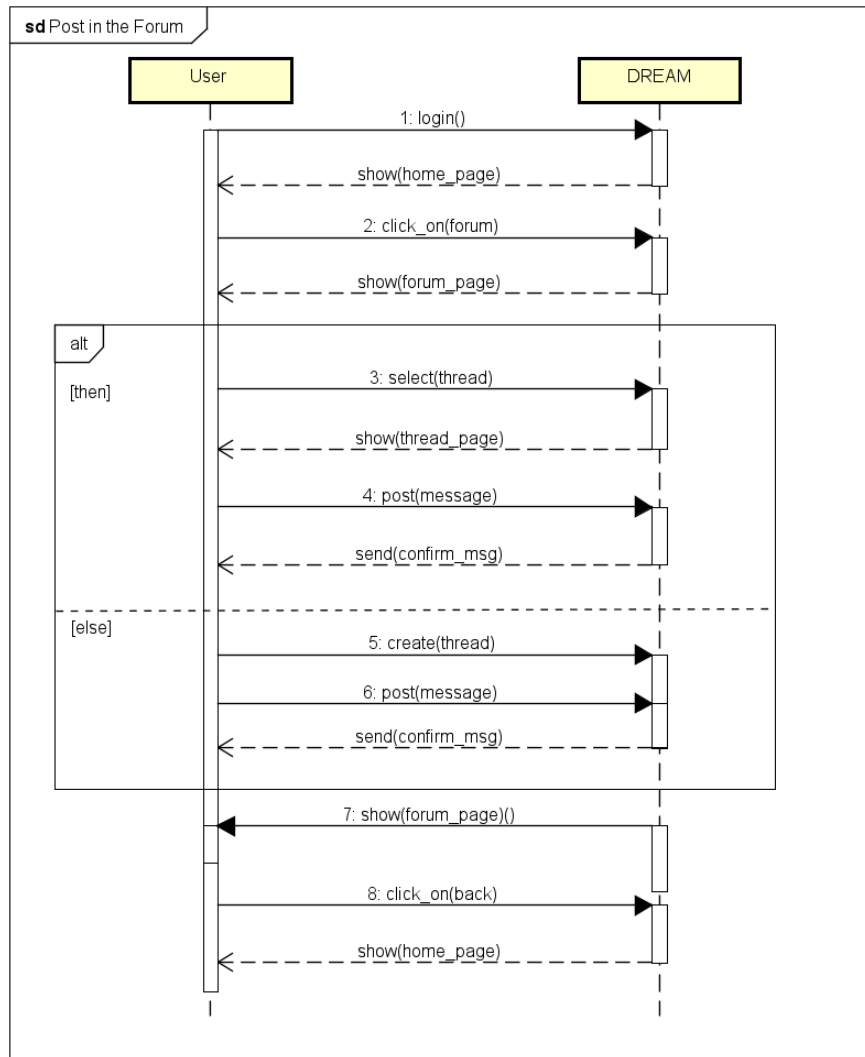 sd Post in the Forum
User
DREAM
1: login()
show(home_page)
2: click_on(forum)
show(forum_page)
alt
[then]
3: select(thread)
show(thread_page)
4: post(message)
send(confirm_msg)
[else]
5: create(thread)
6: post(message)
send(confirm_msg)
7: show(forum_page)()
8: click_on(back)
show(home_page)